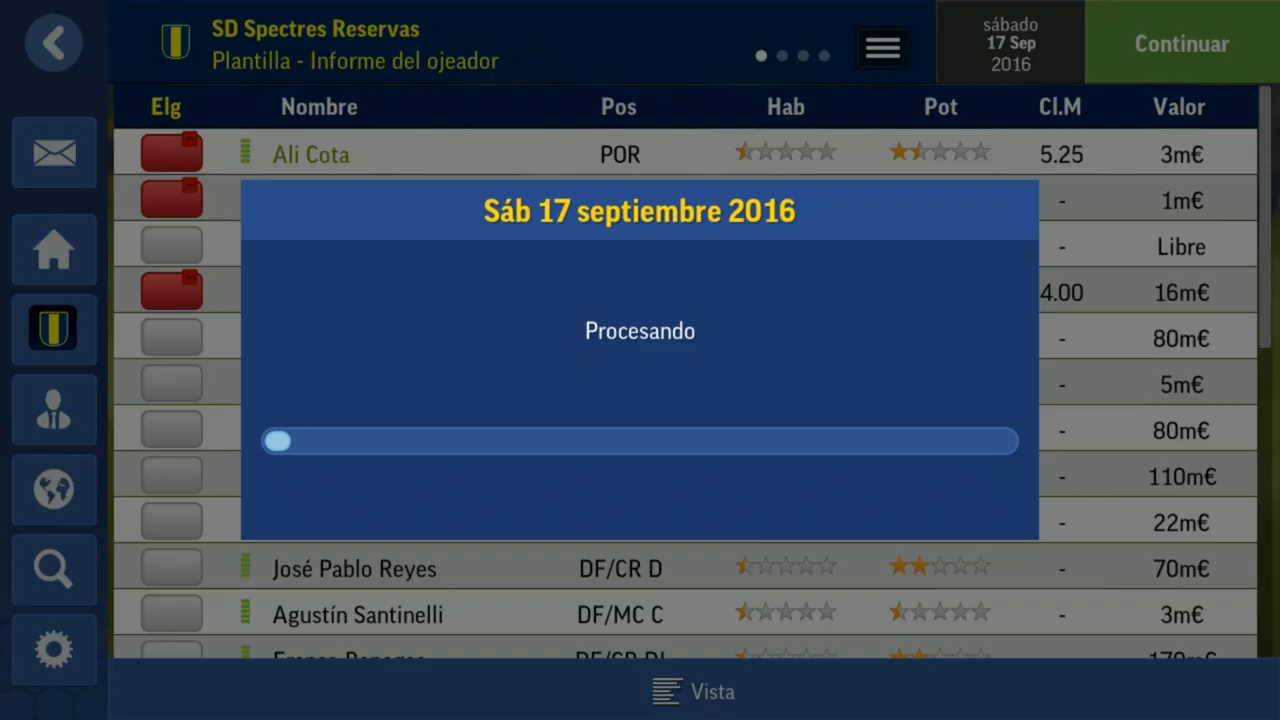 SD Spectres Reservas
Plantilla - Informe del ojeador
sábado
17 Sep
2016
Continuar
Elg Nombre Pos Hab Pot Cl.M Valor
Ali Cota POR 5.25 3m€
Sáb 17 septiembre 2016
- 1m€
- Libre
4.00 16m€
Procesando
- 80m€
- 5m€
- 80m€
- 110m€
- 22m€
José Pablo Reyes DF/CR D - 70m€
Agustín Santinelli DF/MC C - 3m€
Vista